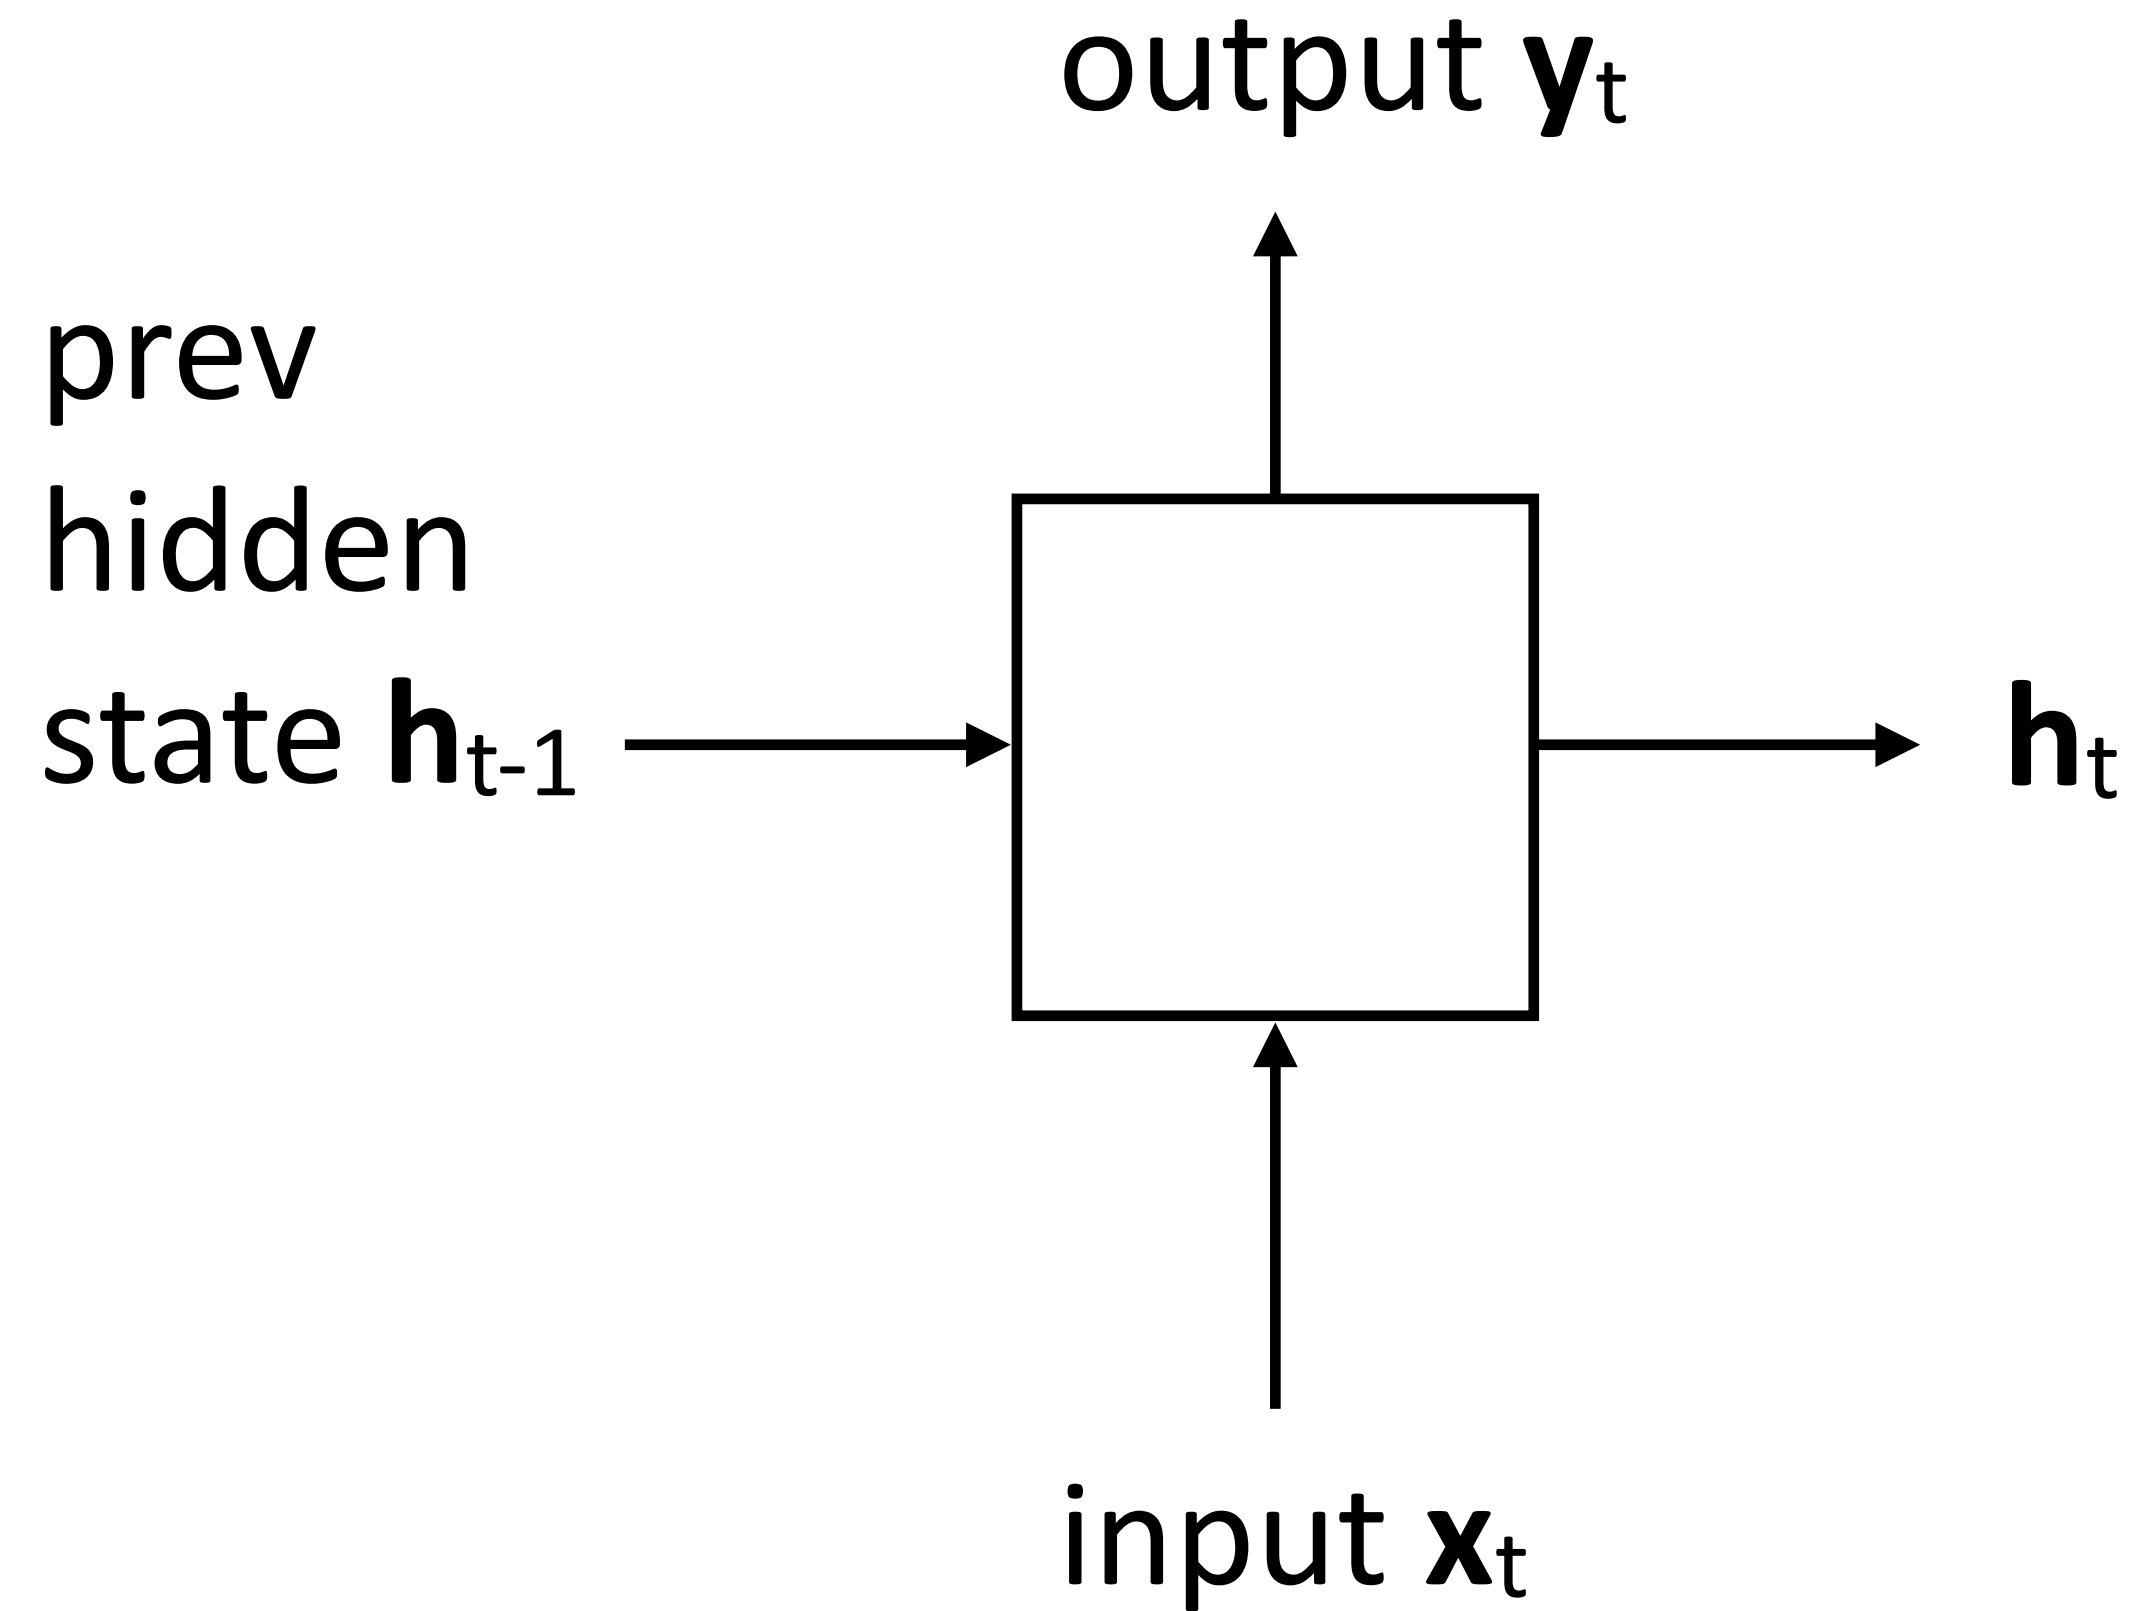 output yt
prev
hidden
state ht-1
ht
input xt